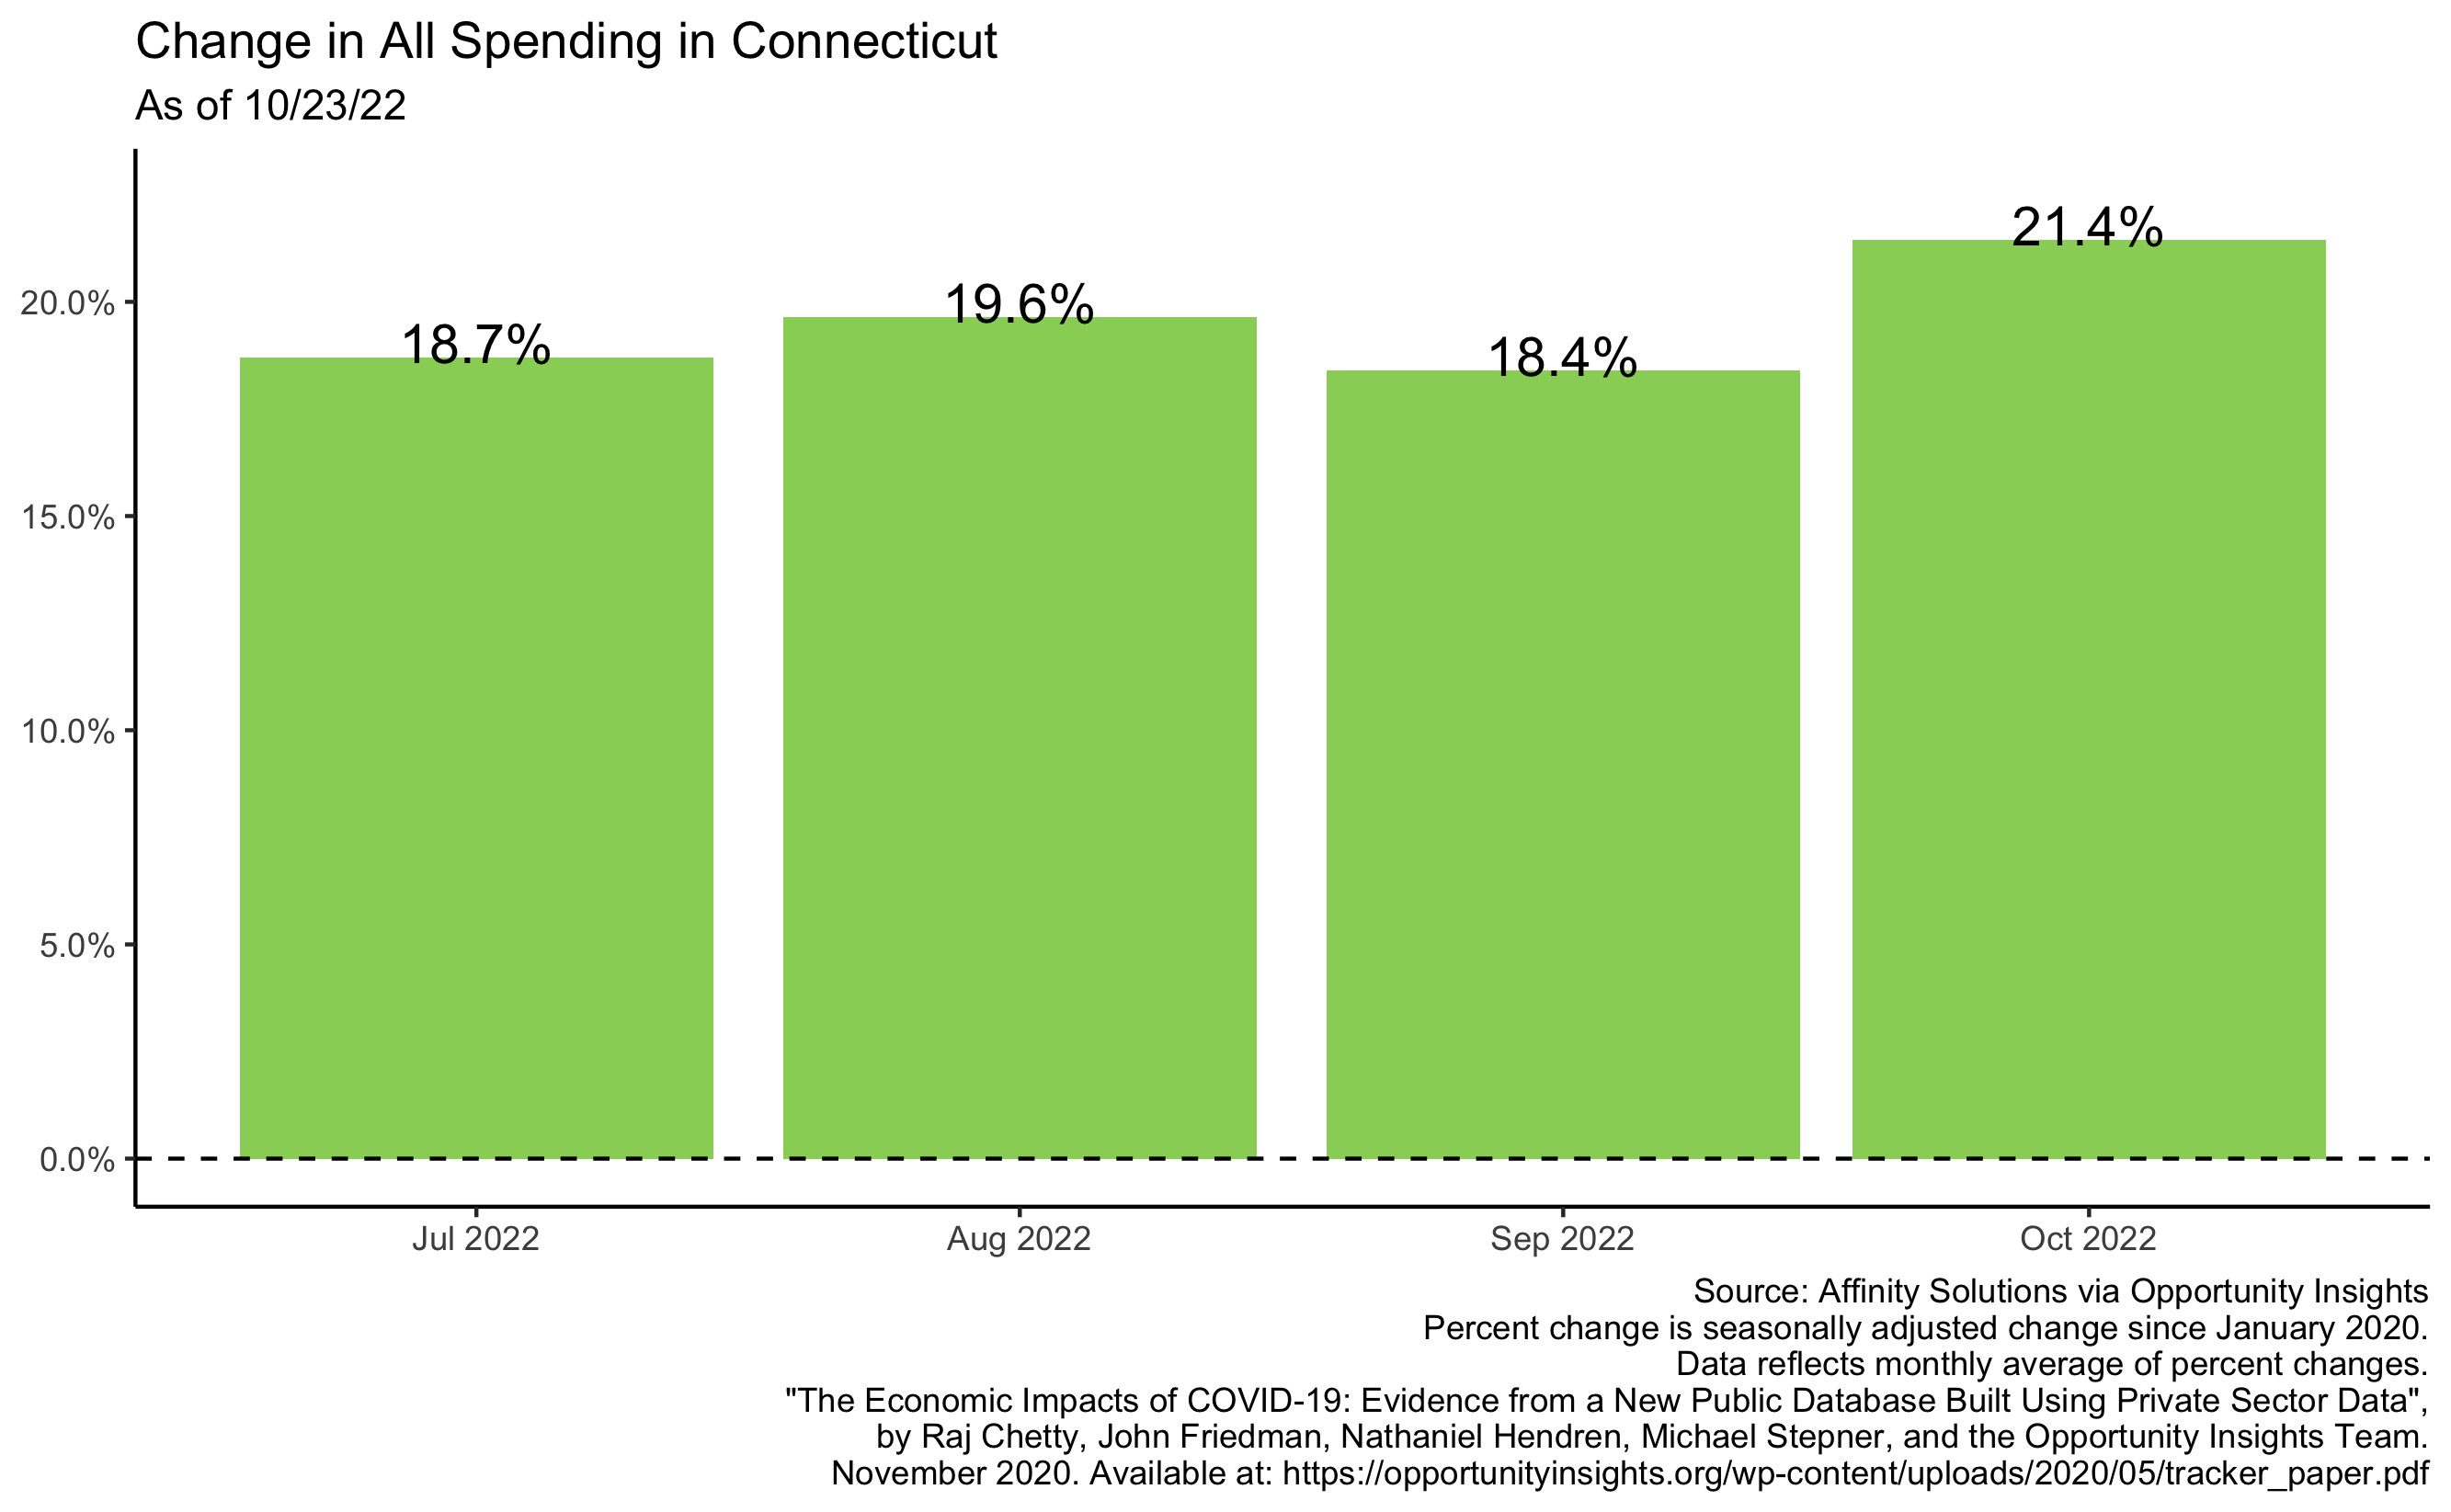 Change in All Spending in Connecticut
As of 10/23/22
21.4%
19.6%
18.7%
18.4%
20.0%
15.0%
10.0%
5.0%
0.0%
Jul 2022
Aug 2022
Sep 2022
Oct 2022
Source: Affinity Solutions via Opportunity Insights
Percent change is seasonally adjusted change since January 2020.
Data reflects monthly average of percent changes.
"The Economic Impacts of COVID-19: Evidence from a New Public Database Built Using Private Sector Data",
by Raj Chetty, John Friedman, Nathaniel Hendren, Michael Stepner, and the Opportunity Insights Team.
November 2020. Available at: https://opportunityinsights.org/wp-content/uploads/2020/05/tracker_paper.pdf